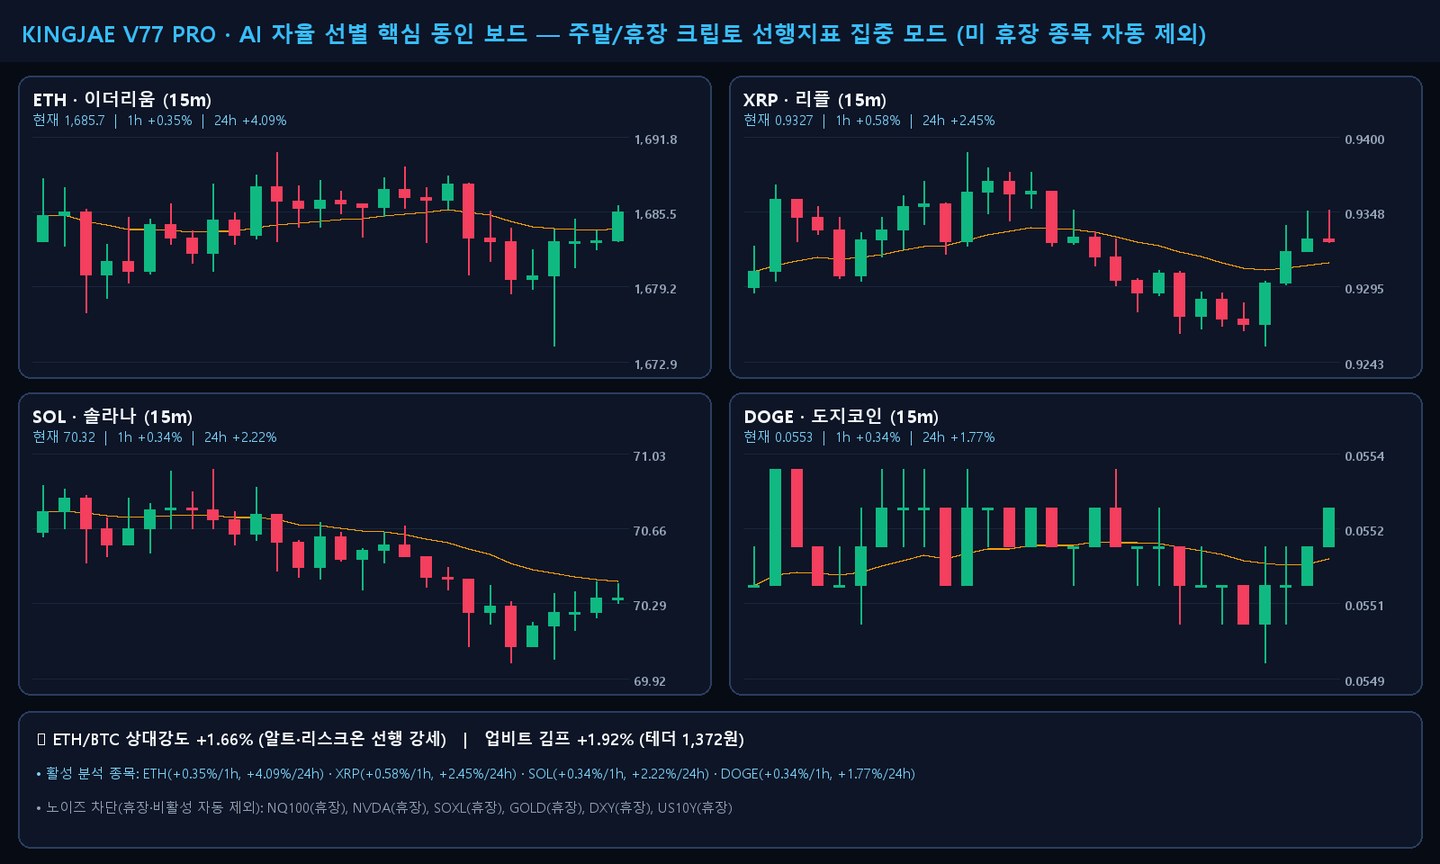 KINGJAE V77 PRO · AI 자율 선별 핵심 동인 보드 — 주말/휴장 크립토 선행지표 집중 모드 (미 휴장 종목 자동 제외)
ETH · 이더리움 (15m)
현재 1,685.7 | 1h +0.35% | 24h +4.09%
1,691.8
1,685.5
1,679.2
1,672.9
XRP · 리플 (15m)
현재 0.9327 | 1h +0.58% | 24h +2.45%
0.9400
0.9348
0.9295
0.9243
SOL · 솔라나 (15m)
현재 70.32 | 1h +0.34% | 24h +2.22%
71.03
70.66
70.29
69.92
DOGE · 도지코인 (15m)
현재 0.0553 | 1h +0.34% | 24h +1.77%
0.0554
0.0552
0.0551
0.0549
ETH/BTC 상대강도 +1.66% (알트·리스크온 선행 강세) | 업비트 김프 +1.92% (테더 1,372원)
• 활성 분석 종목: ETH(+0.35%/1h, +4.09%/24h) · XRP(+0.58%/1h, +2.45%/24h) · SOL(+0.34%/1h, +2.22%/24h) · DOGE(+0.34%/1h, +1.77%/24h)
• 노이즈 차단(휴장·비활성 자동 제외): NQ100(휴장), NVDA(휴장), SOXL(휴장), GOLD(휴장), DXY(휴장), US10Y(휴장)